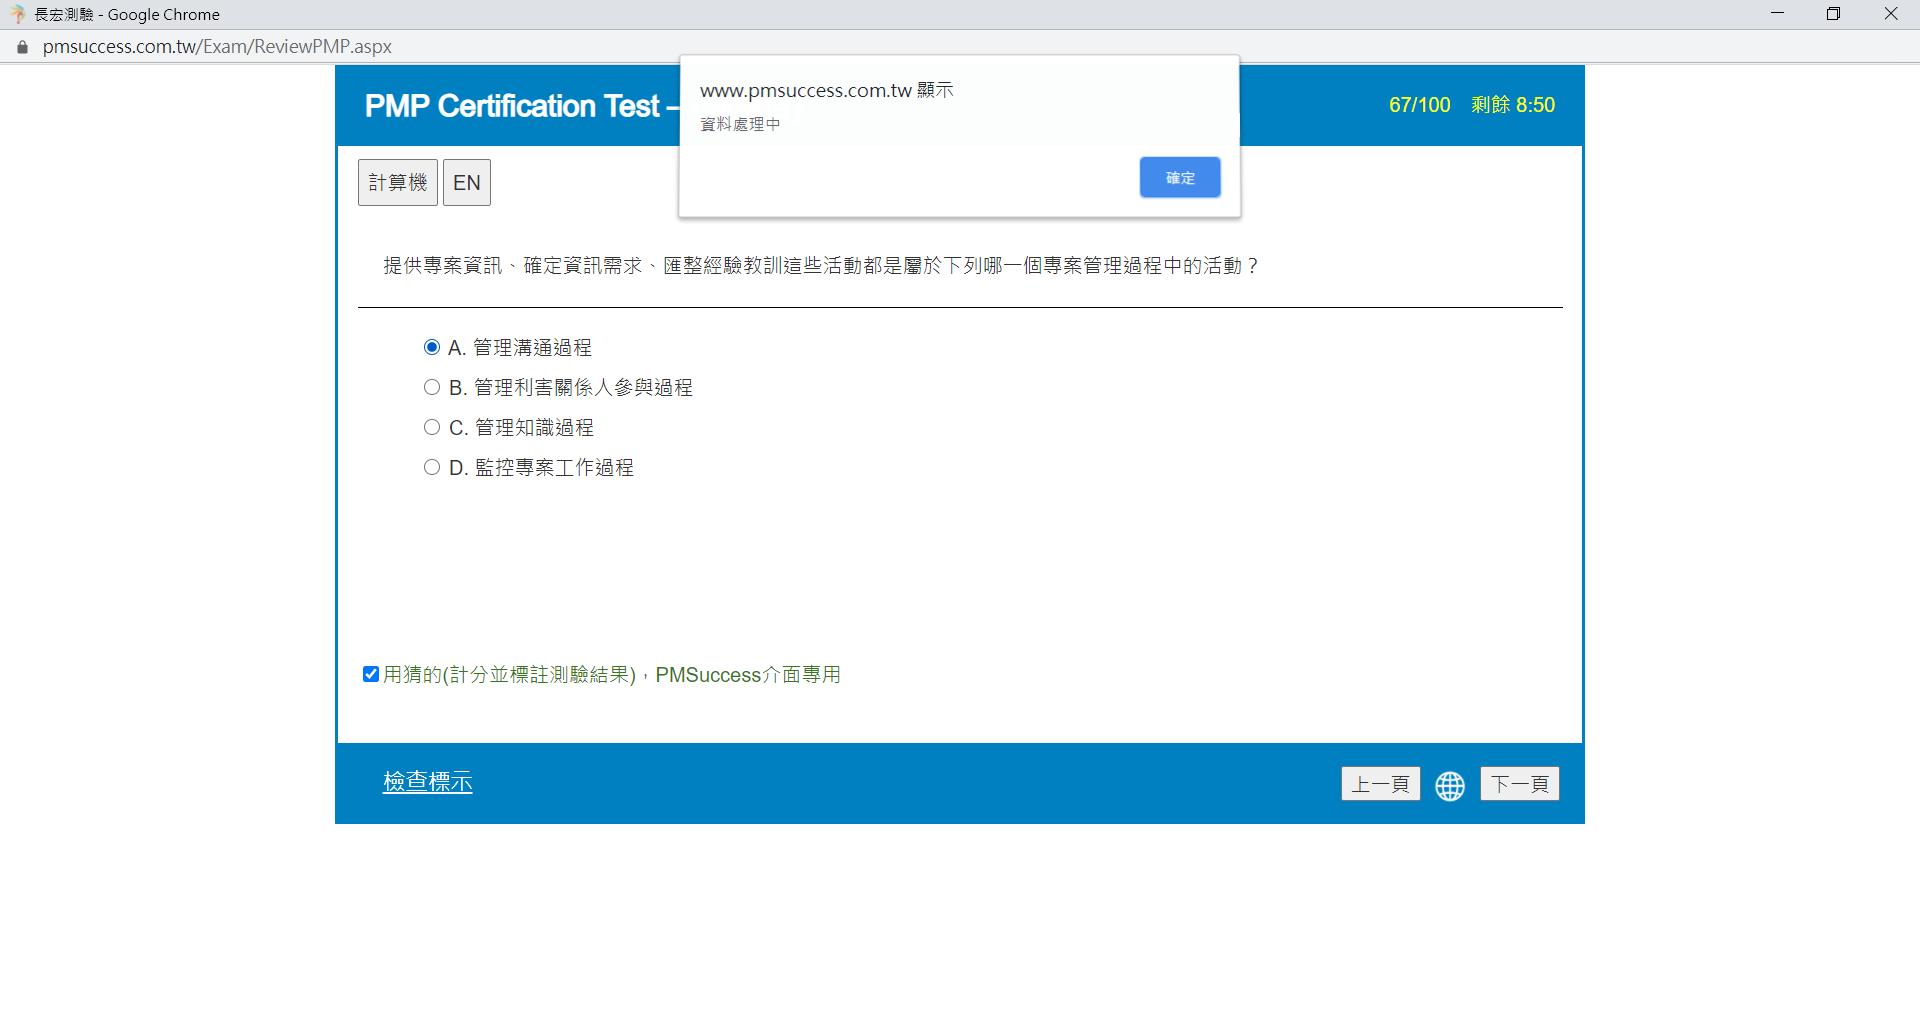 長宏測驗 - Google Chrome
pmsuccess.com.tw/Exam/ReviewPMP.aspx
www.pmsuccess.com.tw 顯示
資料處理中
確定
PMP Certification Test –
67/100 剩餘 8:50
計算機 EN
提供專案資訊、確定資訊需求、匯整經驗教訓這些活動都是屬於下列哪一個專案管理過程中的活動？
A. 管理溝通過程
B. 管理利害關係人參與過程
C. 管理知識過程
D. 監控專案工作過程
用猜的(計分並標註測驗結果)，PMSuccess介面專用
檢查標示
上一頁 下一頁